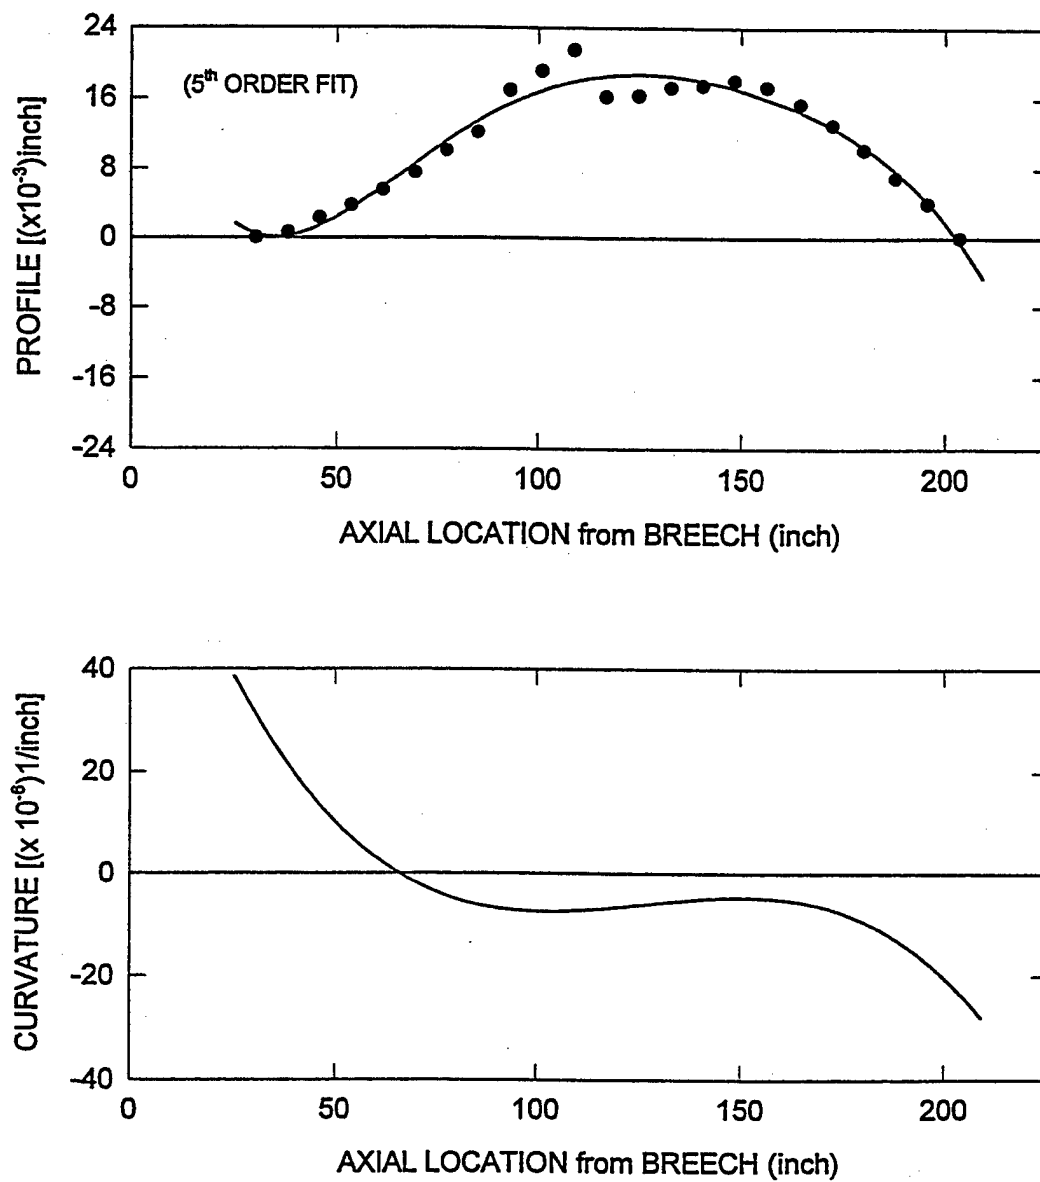 24
16
8
0
-8
-16
-24
PROFILE [(x10⁻³)inch]
(5ᵗʰ ORDER FIT)
0 50 100 150 200
AXIAL LOCATION from BREECH (inch)
40
20
0
-20
-40
CURVATURE [(x 10⁻⁶)1/inch]
0 50 100 150 200
AXIAL LOCATION from BREECH (inch)